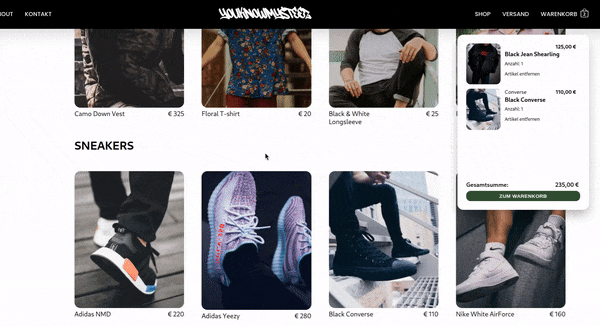 BOUT KONTAKT YOUKNOWMYSTEEZ SHOP VERSAND WARENKORB 2
125,00 €
Black Jean Shearling
Anzahl: 1
Artikel entfernen
Converse 110,00 €
Black Converse
Anzahl: 1
Artikel entfernen
Gesamtsumme: 235,00 €
ZUM WARENKORB
Camo Down Vest € 325 Floral T-shirt € 20 Black & White € 25
Longsleeve
SNEAKERS
Adidas NMD € 220 Adidas Yeezy € 280 Black Converse € 110 Nike White AirForce € 160